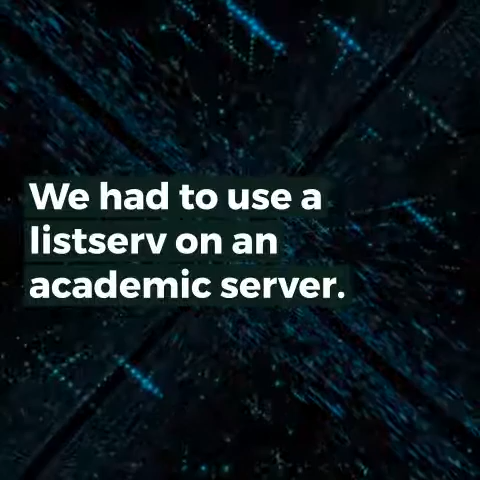 We had to use a
listserv on an
academic server.